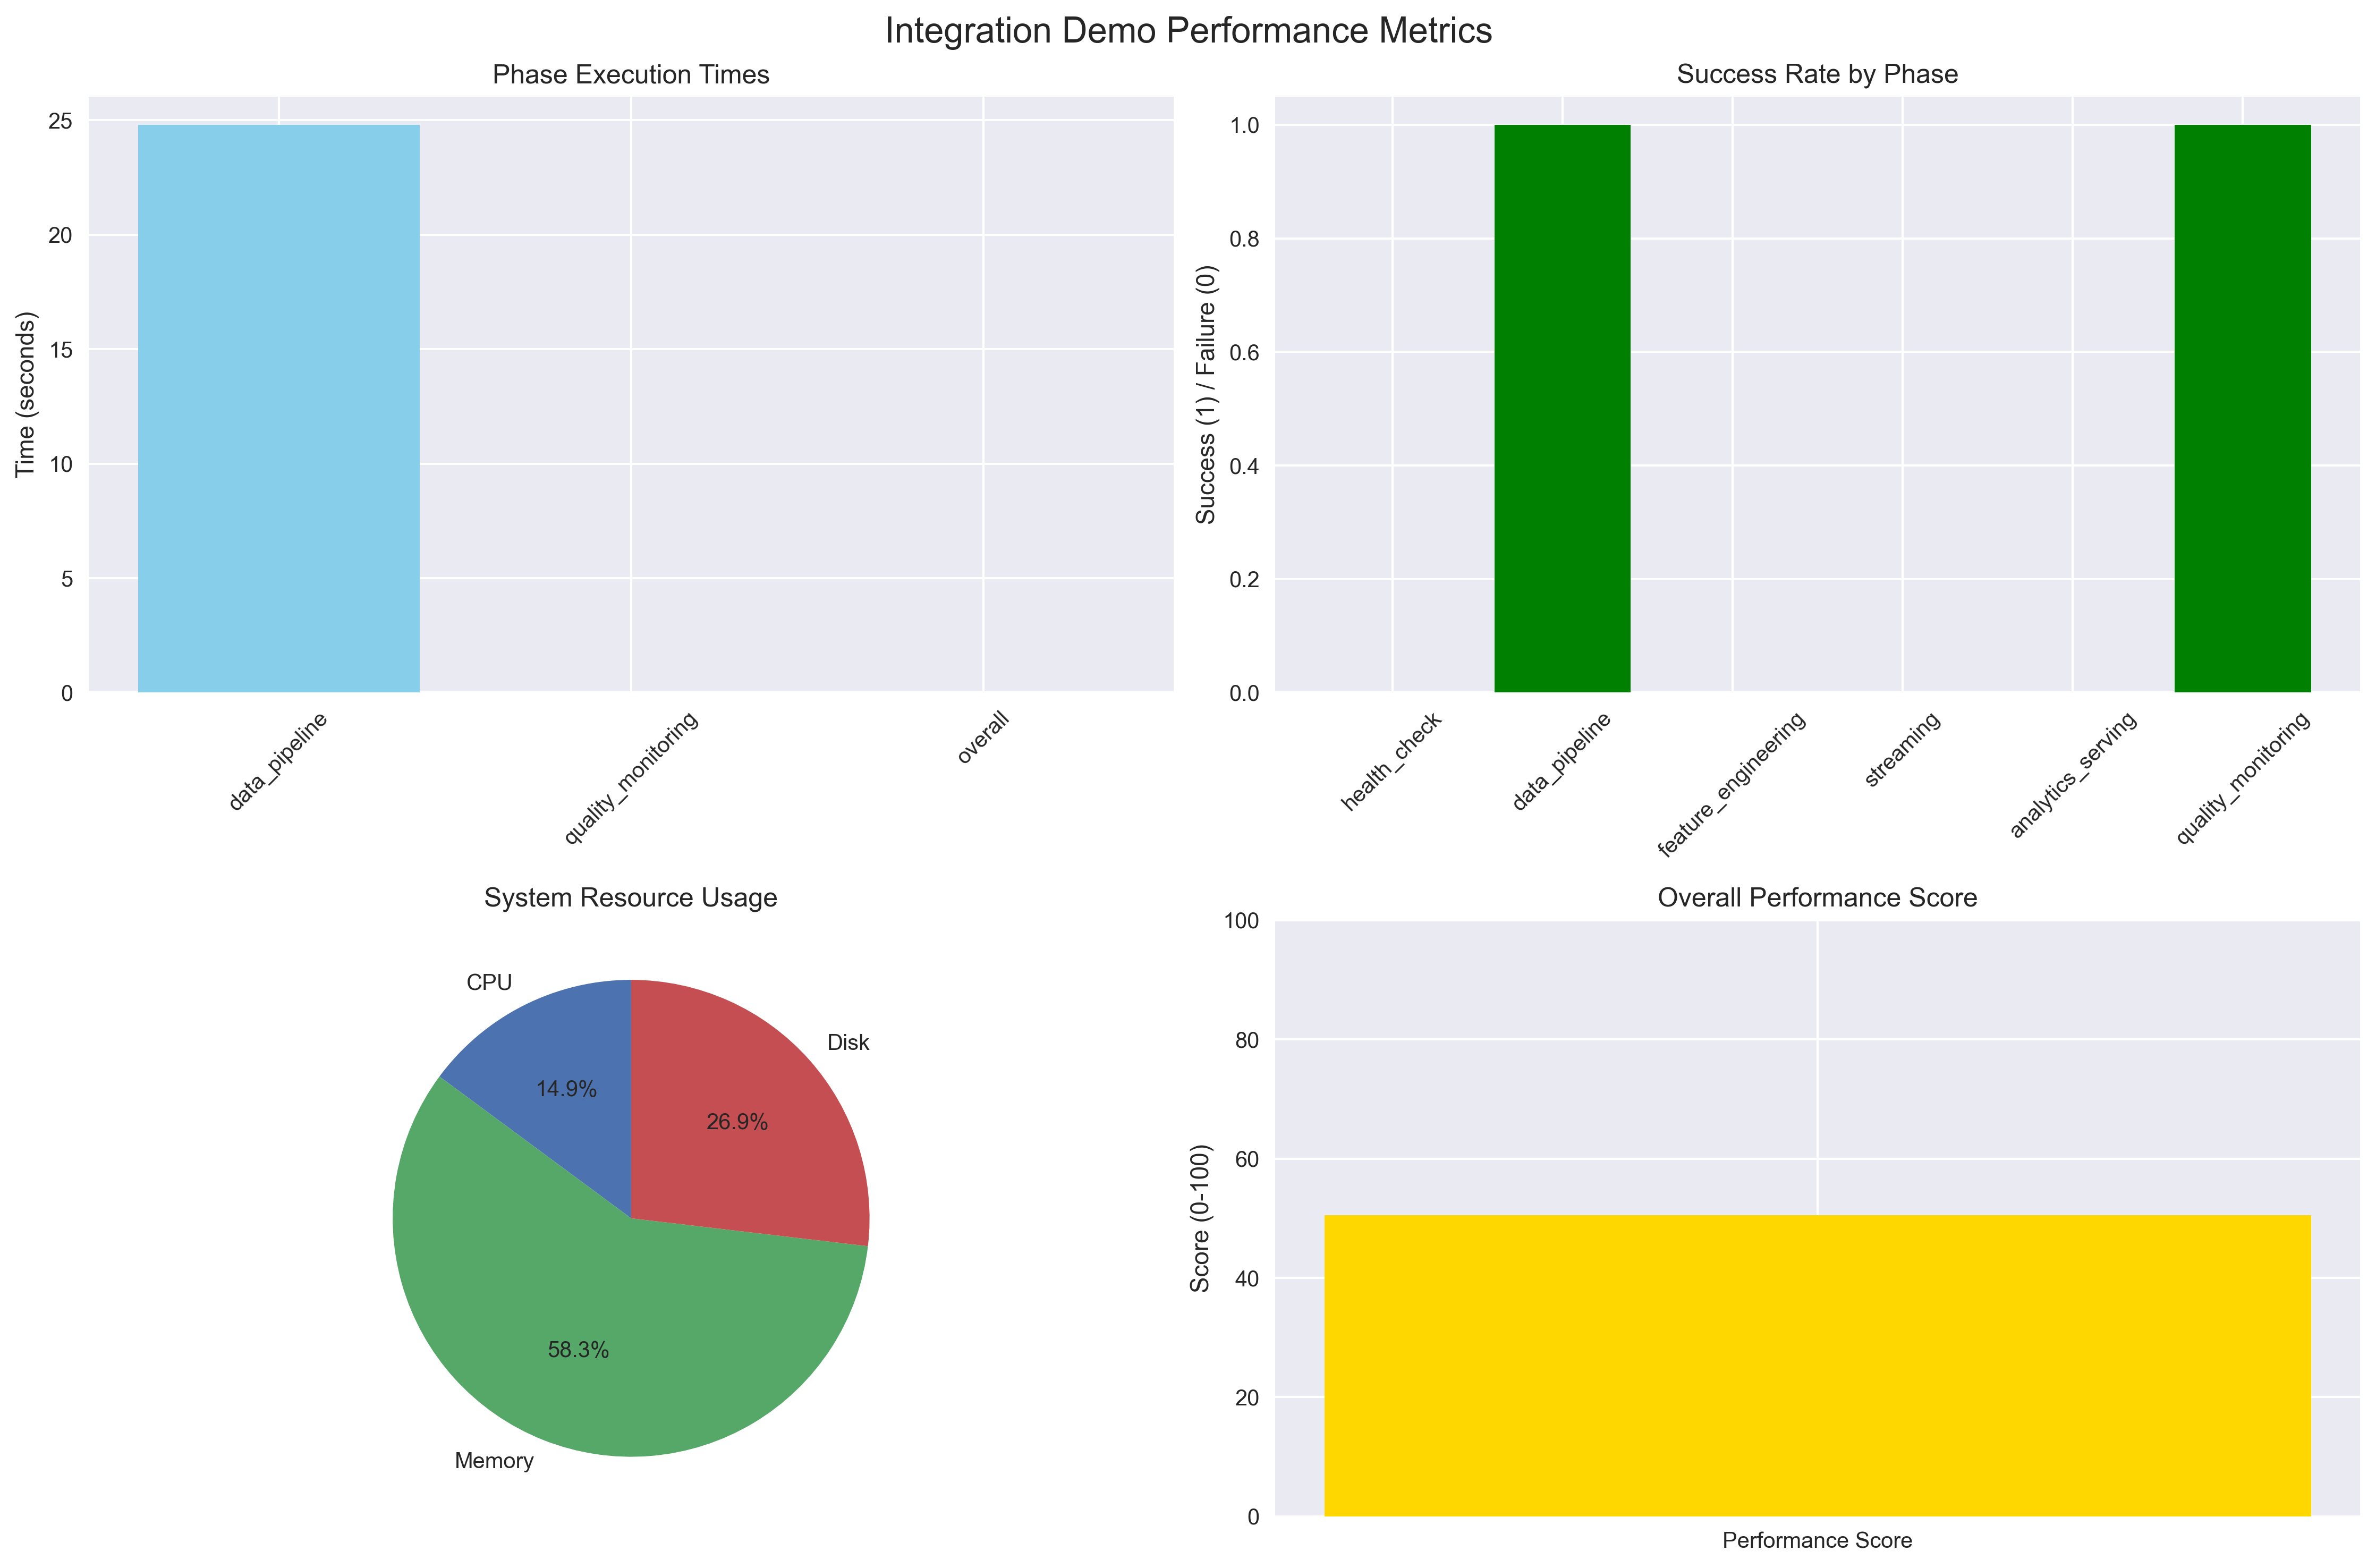 Integration Demo Performance Metrics
Phase Execution Times
Time (seconds)
25
20
15
10
5
0
data_pipeline
quality_monitoring
overall
Success Rate by Phase
Success (1) / Failure (0)
1.0
0.8
0.6
0.4
0.2
0.0
health_check
data_pipeline
feature_engineering
streaming
analytics_serving
quality_monitoring
System Resource Usage
CPU
14.9%
Disk
26.9%
58.3%
Memory
Overall Performance Score
Score (0-100)
100
80
60
40
20
0
Performance Score